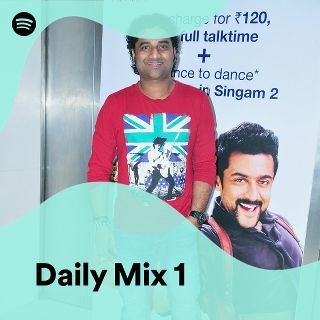 charge for ₹120,
full talktime
+
nce to dance*
in Singam 2
Daily Mix 1